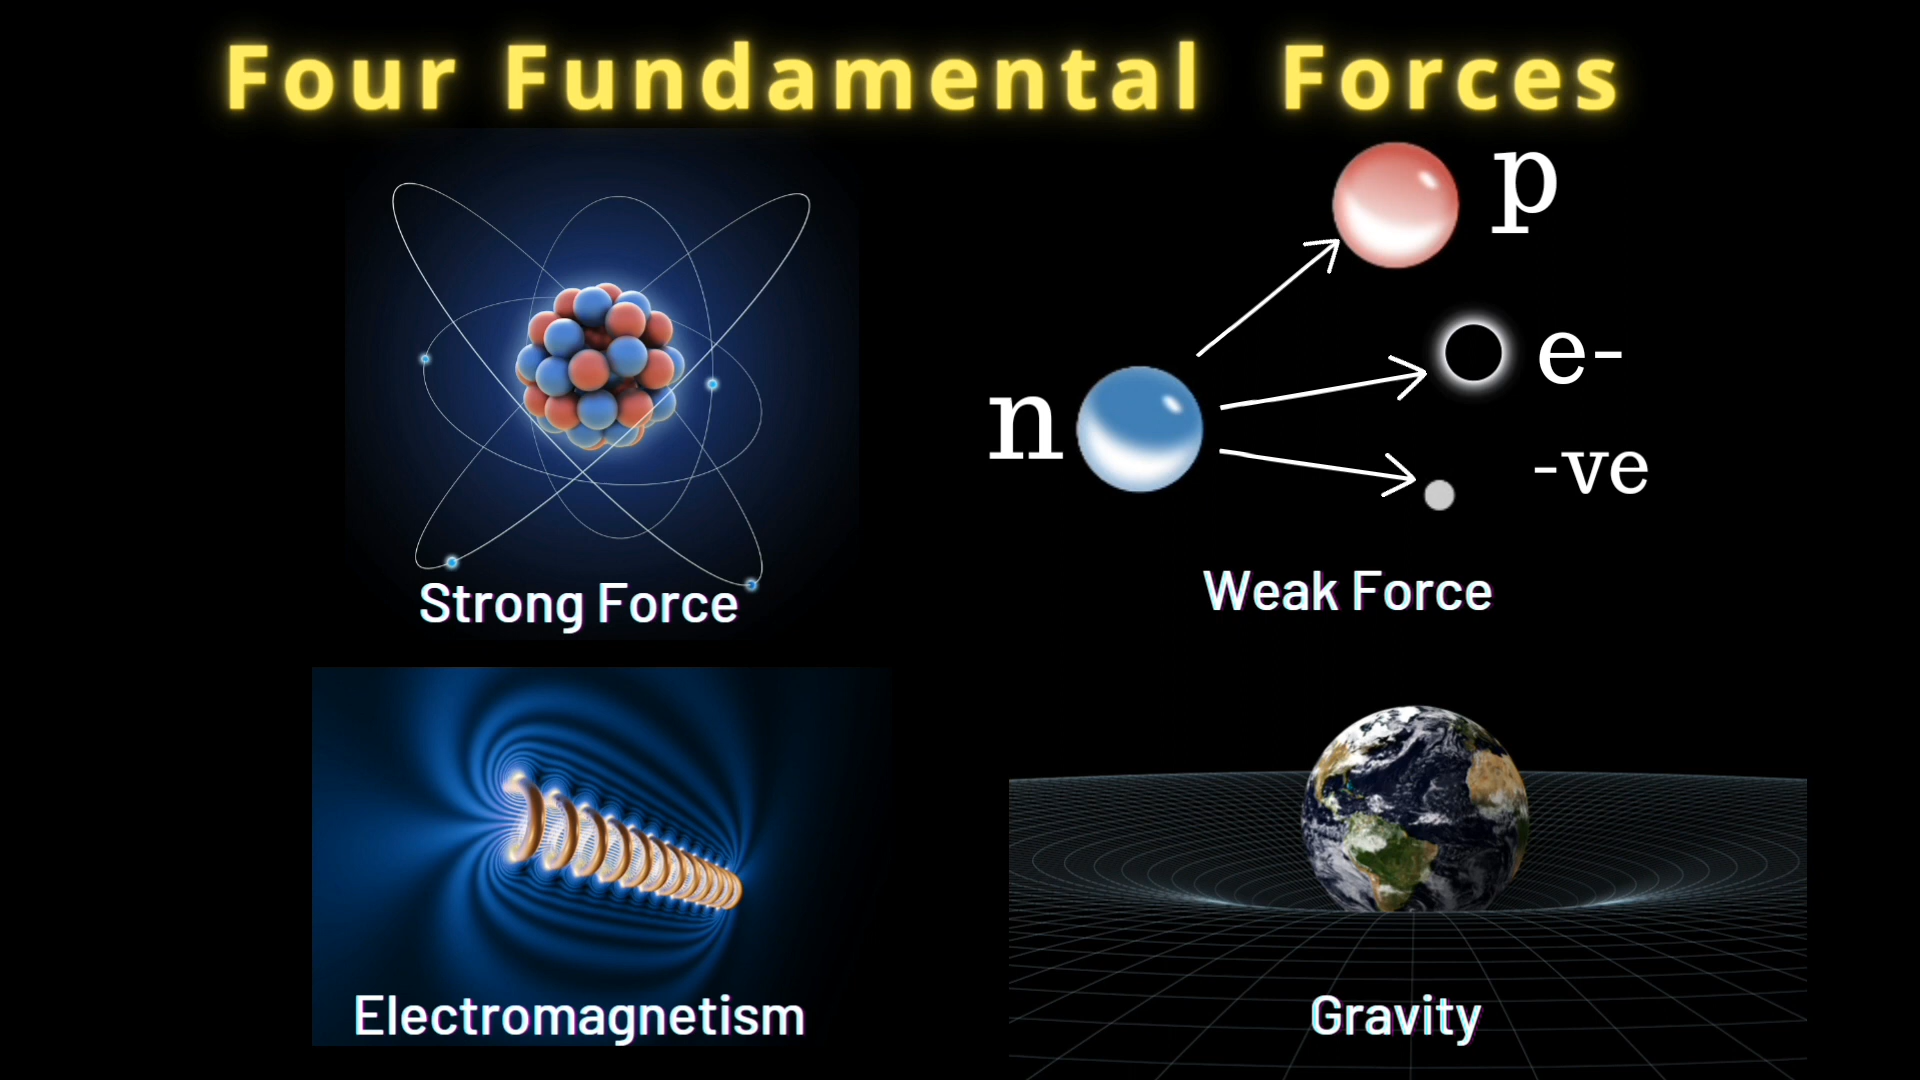 Four Fundamental Forces
p
e-
n
-ve
Strong Force
Weak Force
Electromagnetism
Gravity